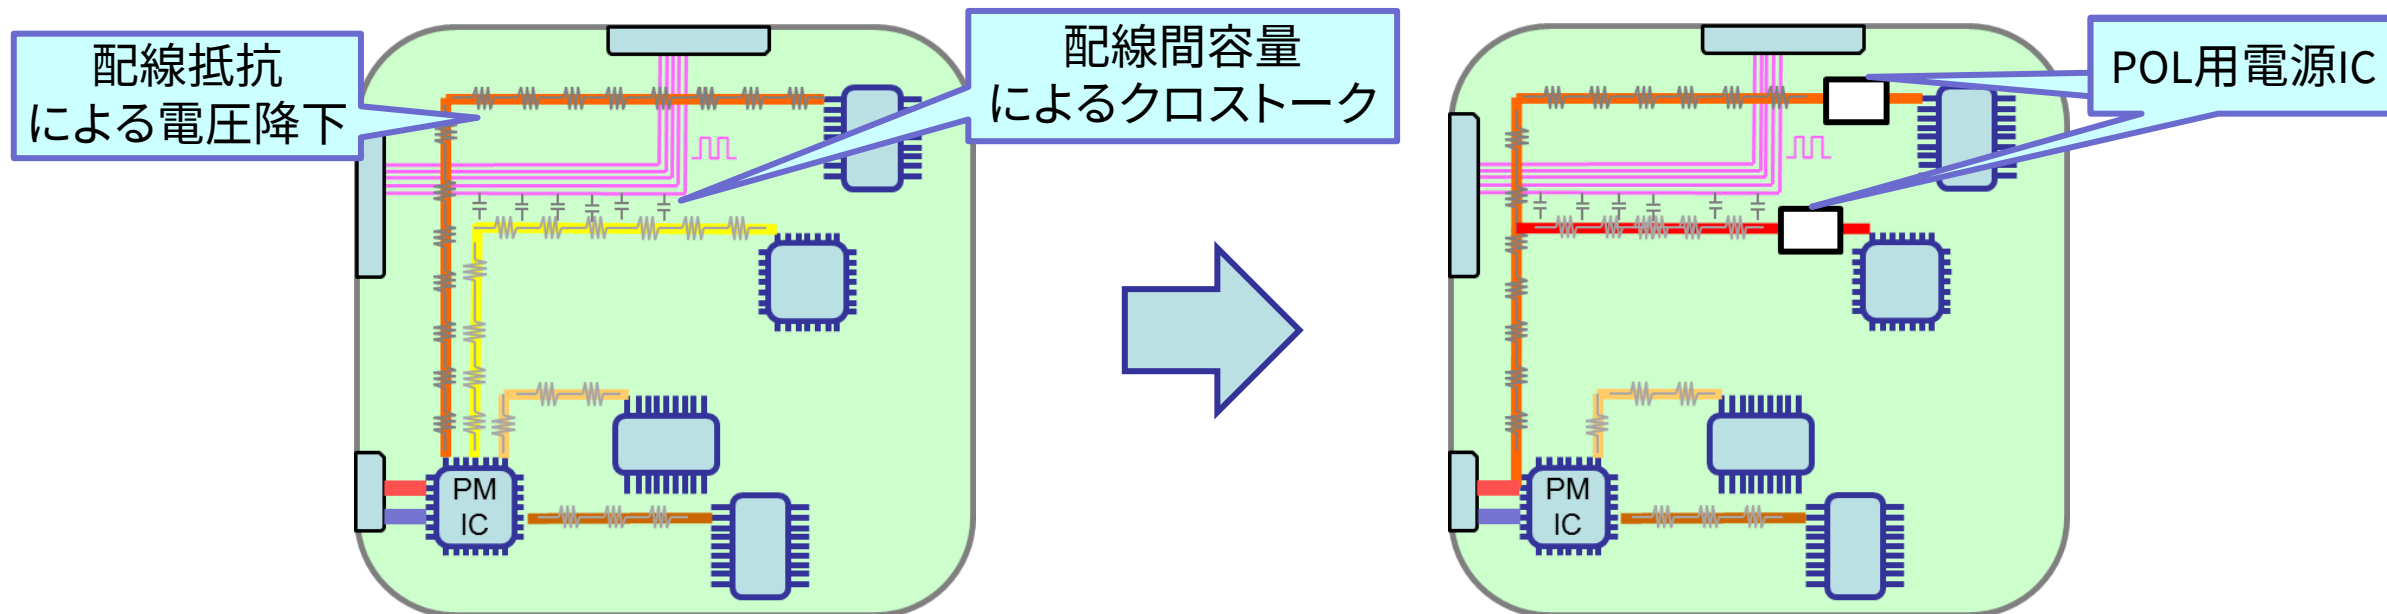 配線抵抗
による電圧降下
配線間容量
によるクロストーク
POL用電源IC
PM
IC
PM
IC